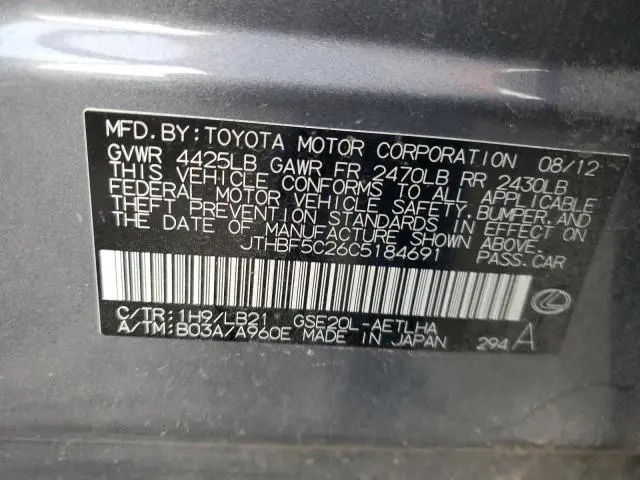 MFD.BY:TOYOTA MOTOR CORPORATION 08/12
GVWR 4425LB GAWR FR 2470LB RR 2430LB
THIS VEHICLE CONFORMS TO ALL APPLICABLE
FEDERAL MOTOR VEHICLE SAFETY,BUMPER,AND
THEFT PREVENTION STANDARDS IN EFFECT ON
THE DATE OF MANUFACTURE SHOWN ABOVE.
JTHBF5C26C5184691 PASS.CAR
C/TR:1H9/LB21 GSE20L-AETLHA
A/TM:B03A7A960E MADE IN JAPAN 294 A